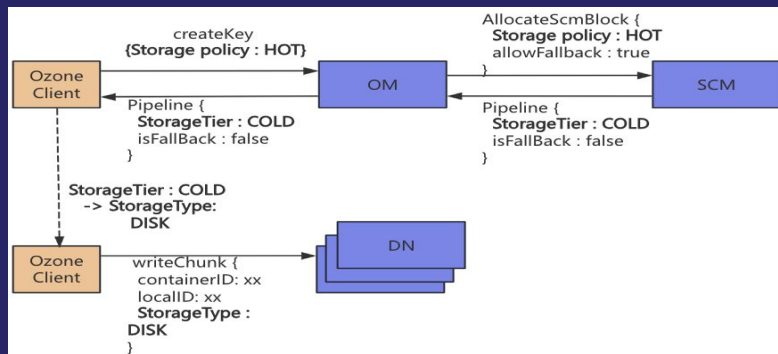 createKey
{Storage policy : HOT}
AllocateScmBlock {
Storage policy : HOT
allowFallback : true
}
Ozone
Client
OM
SCM
Pipeline {
StorageTier : COLD
isFallBack : false
}
Pipeline {
StorageTier : COLD
isFallBack : false
}
StorageTier : COLD
-> StorageType:
DISK
Ozone
Client
DN
writeChunk {
containerID: xx
localID: xx
StorageType :
DISK
}